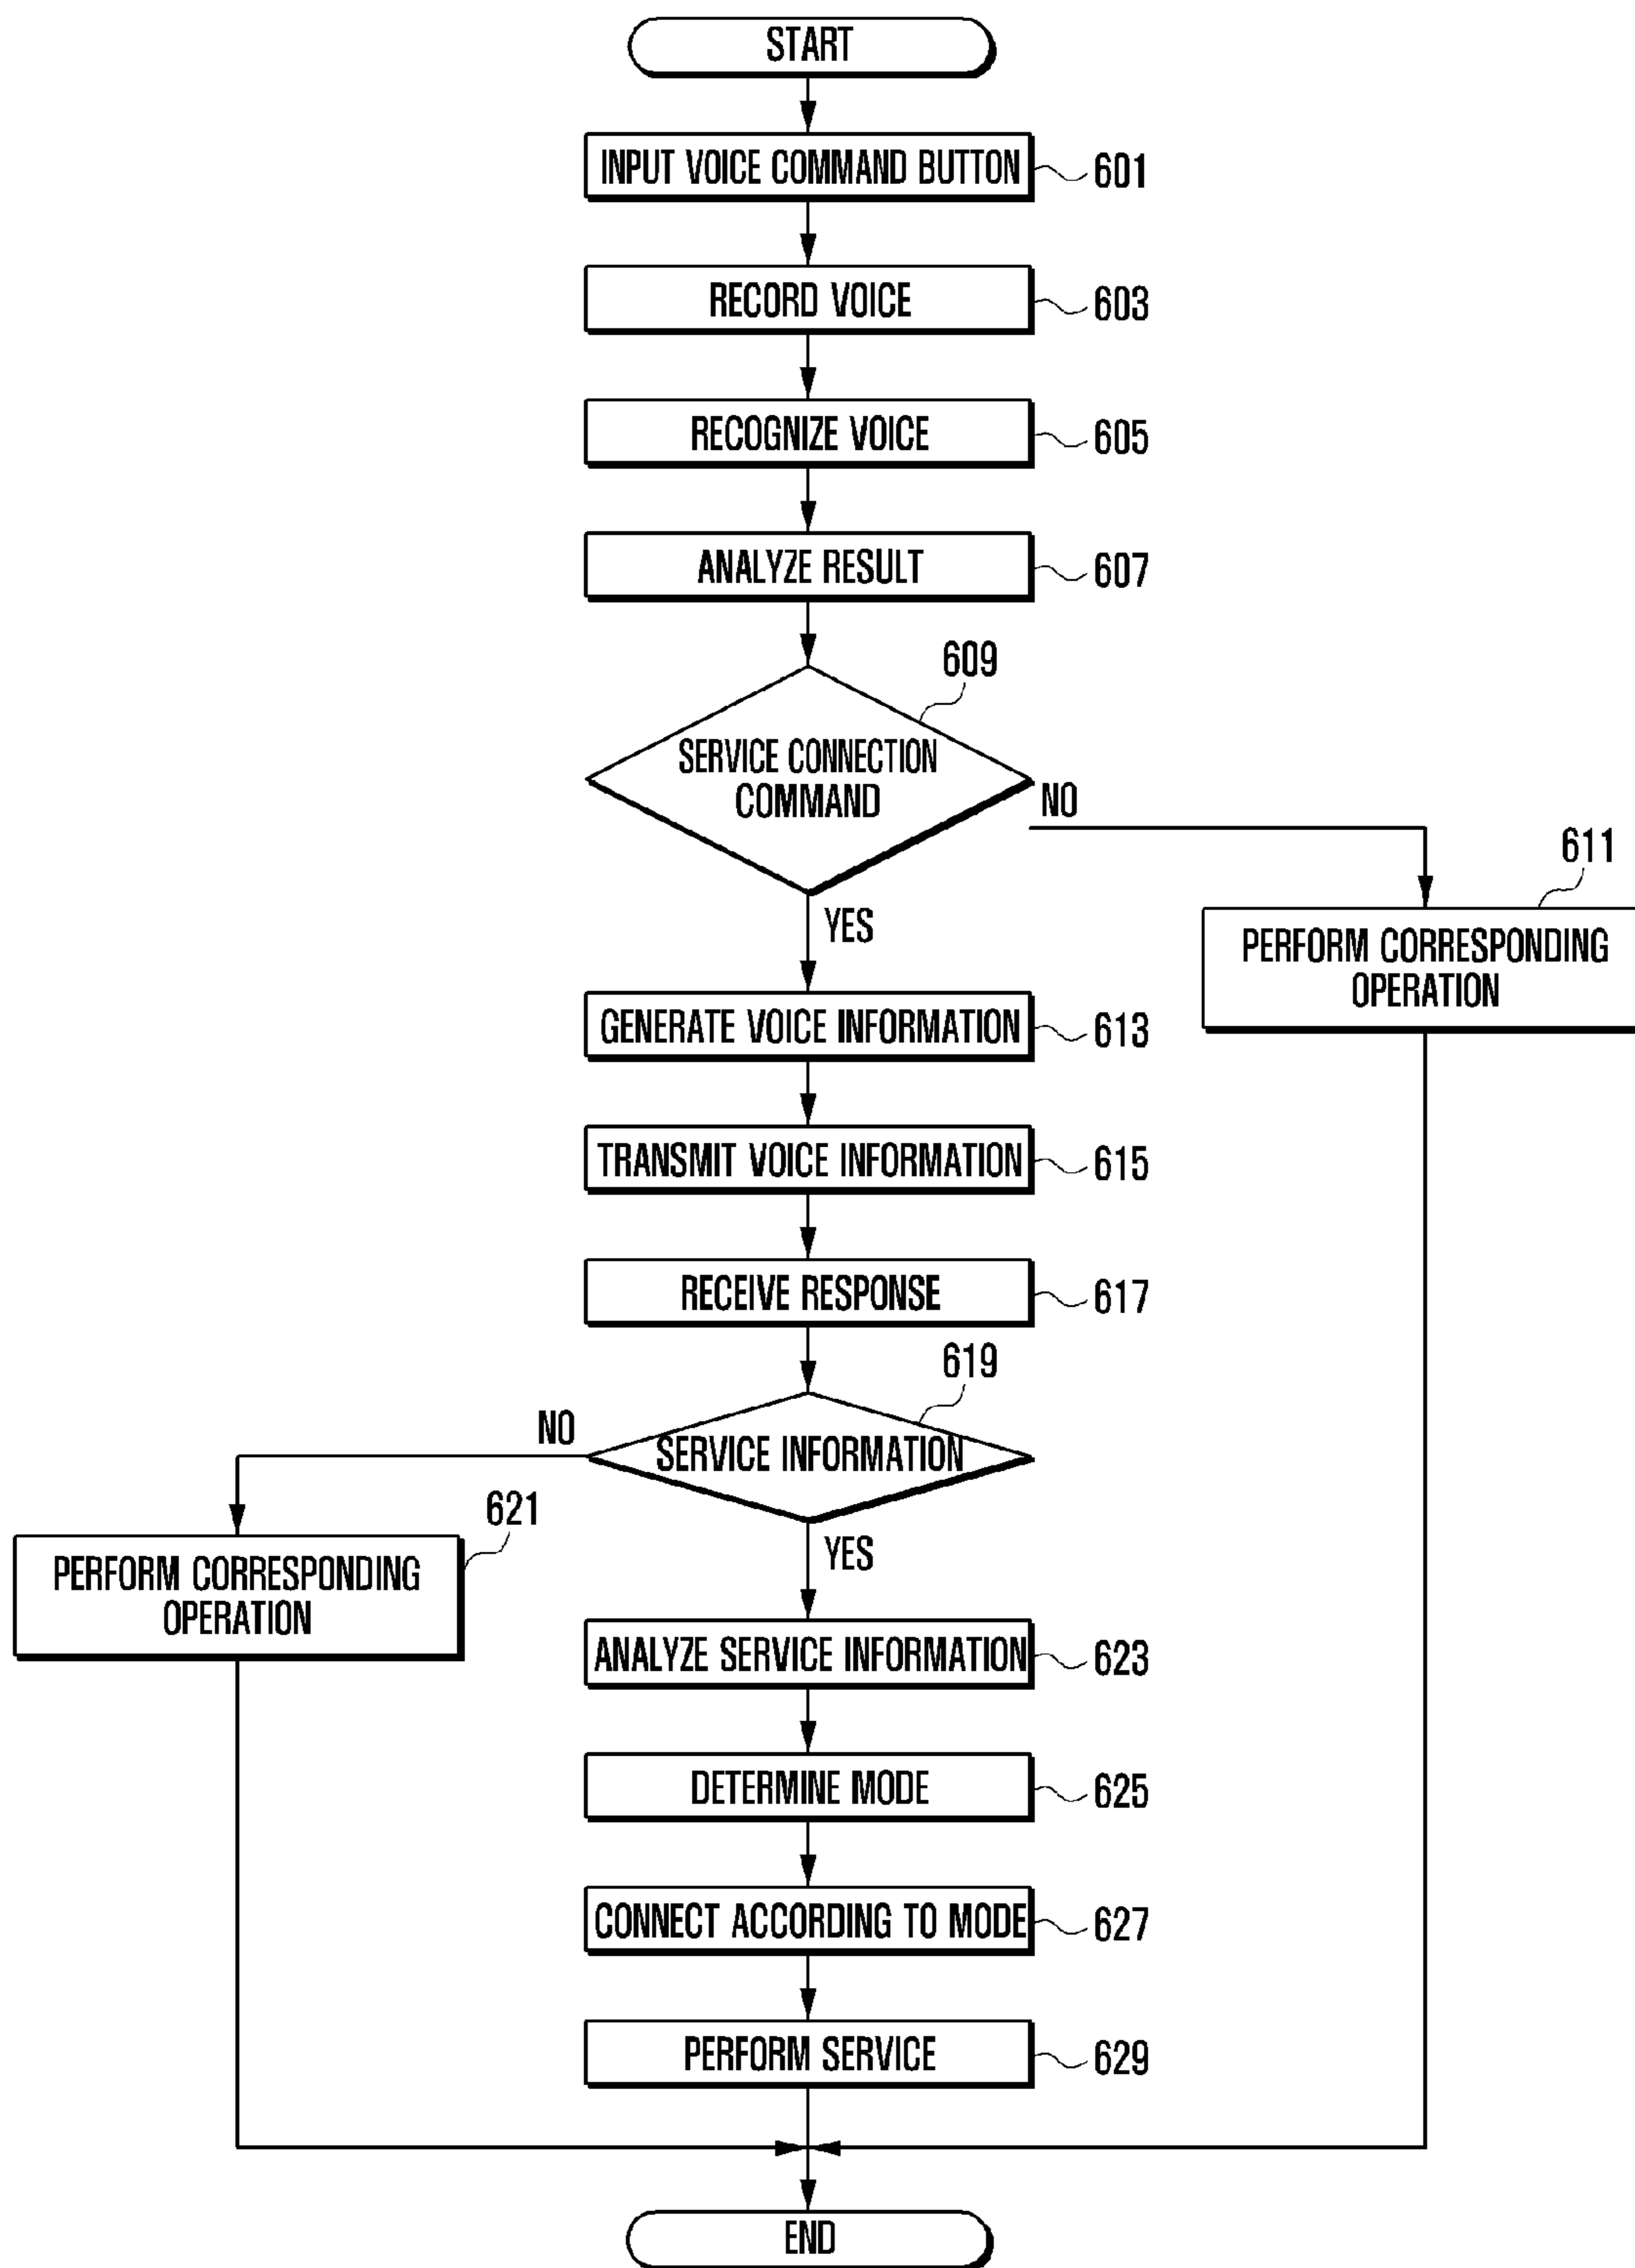 START
INPUT VOICE COMMAND BUTTON
601
RECORD VOICE
603
RECOGNIZE VOICE
605
ANALYZE RESULT
607
609
SERVICE CONNECTION
COMMAND
NO
YES
611
PERFORM CORRESPONDING
OPERATION
GENERATE VOICE INFORMATION
613
TRANSMIT VOICE INFORMATION
615
RECEIVE RESPONSE
617
619
SERVICE INFORMATION
NO
YES
621
PERFORM CORRESPONDING
OPERATION
ANALYZE SERVICE INFORMATION
623
DETERMINE MODE
625
CONNECT ACCORDING TO MODE
627
PERFORM SERVICE
629
END